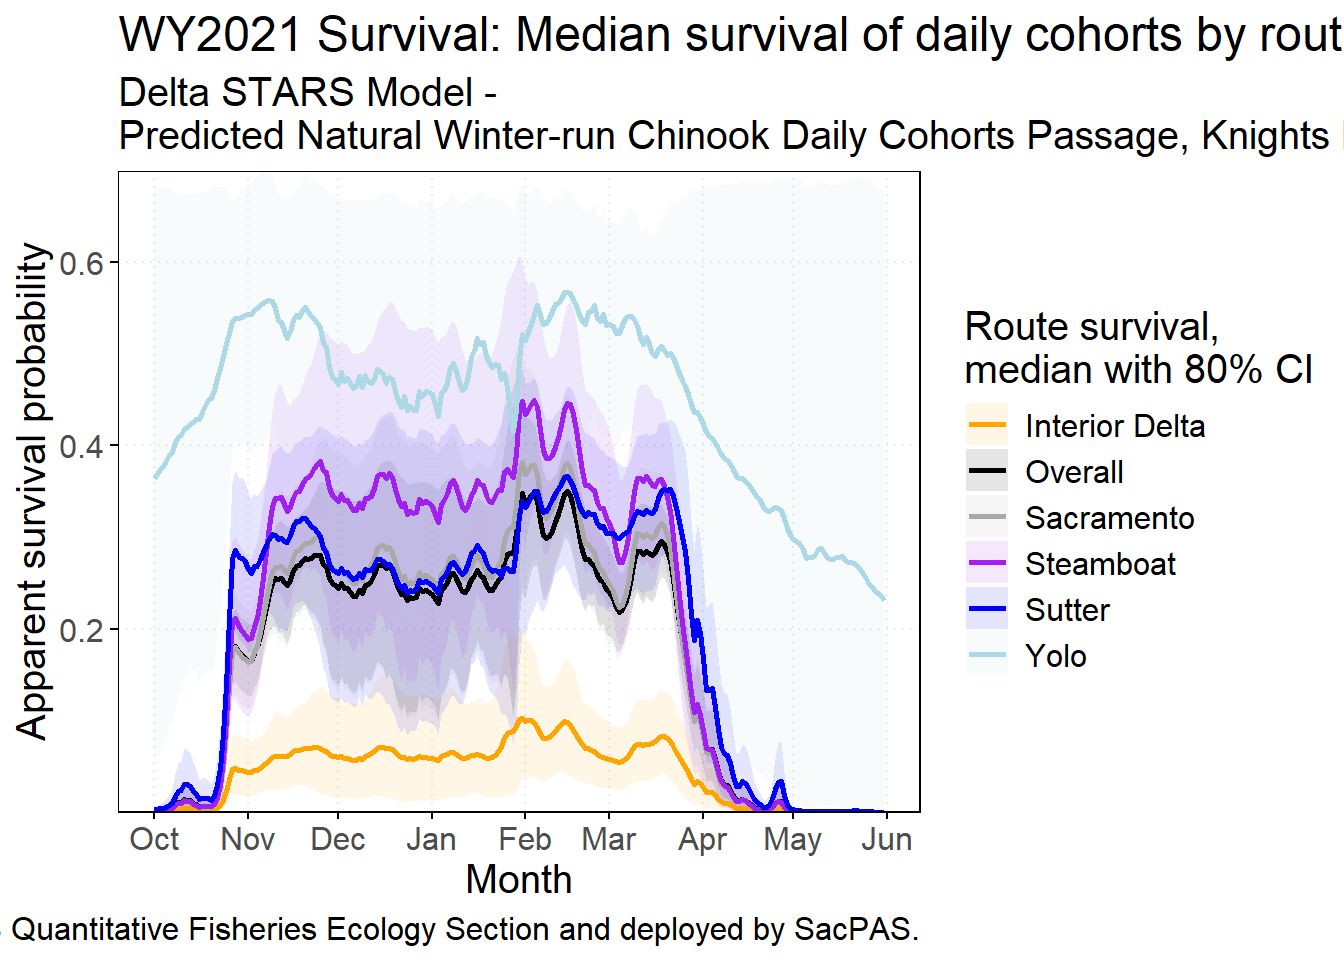 WY2021 Survival: Median survival of daily cohorts by rout
Delta STARS Model -
Predicted Natural Winter-run Chinook Daily Cohorts Passage, Knights
Apparent survival probability
0.6
0.4
0.2
Oct Nov Dec Jan Feb Mar Apr May Jun
Month
Route survival,
median with 80% CI
Interior Delta
Overall
Sacramento
Steamboat
Sutter
Yolo
Quantitative Fisheries Ecology Section and deployed by SacPAS.